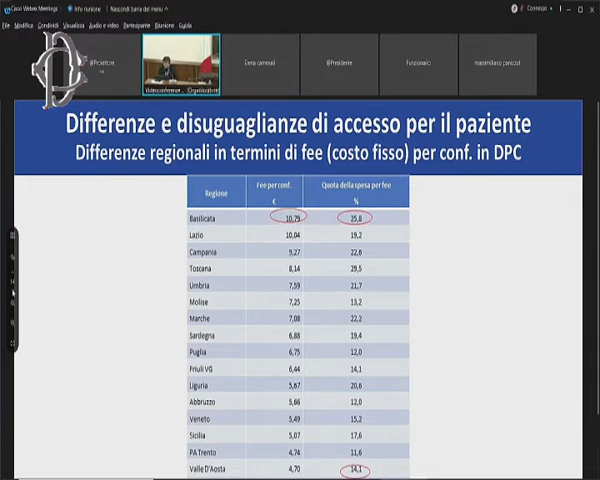 Cisco Webex Meetings
Info riunione
Nascondi barra del menu ^
Connesso
File Modifica Condividi Visualizza Audio e video Partecipante Riunione Guida
@Proiettore
Elena carnevali
@Presidente
Funzionario
massimiliano panizzut
Videoconferenze ... (Organizzatore)
Differenze e disuguaglianze di accesso per il paziente
Differenze regionali in termini di fee (costo fisso) per conf. in DPC
Regione Fee per conf. € Quota della spesa per fee %
Basilicata 10,79 25,8
Lazio 10,04 19,2
Campania 9,27 22,6
Toscana 8,14 29,5
Umbria 7,59 21,7
Molise 7,25 13,2
Marche 7,08 22,2
Sardegna 6,88 19,4
Puglia 6,75 12,0
Friuli VG 6,44 14,1
Liguria 5,67 20,6
Abbruzzo 5,66 12,0
Veneto 5,49 15,2
Sicilia 5,07 17,6
PA Trento 4,74 11,6
Valle D'Aosta 4,70 14,1